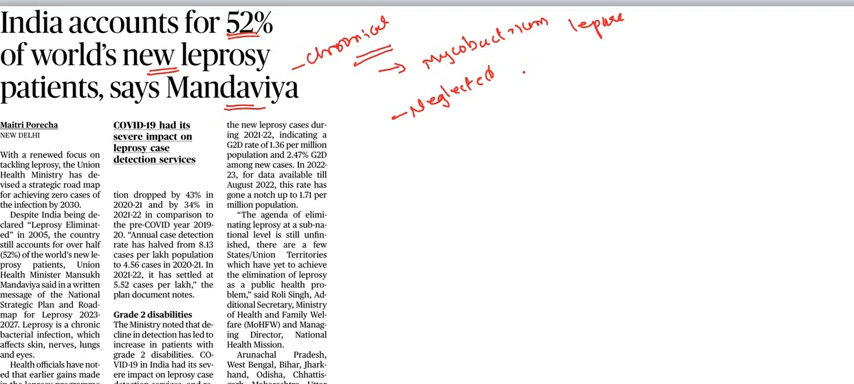 India accounts for 52%
of world's new leprosy
patients, says Mandaviya
- chronical
→ Mycobacterium leprae
- Neglected
Maitri Porecha
NEW DELHI
With a renewed focus on
tackling leprosy, the Union
Health Ministry has de-
vised a strategic road map
for achieving zero cases of
the infection by 2030.
Despite India being de-
clared "Leprosy Eliminat-
ed" in 2005, the country
still accounts for over half
(52%) of the world's new le-
prosy patients, Union
Health Minister Mansukh
Mandaviya said in a written
message of the National
Strategic Plan and Road-
map for Leprosy 2023-
2027. Leprosy is a chronic
bacterial infection, which
affects skin, nerves, lungs
and eyes.
Health officials have not-
ed that earlier gains made
in the leprosy programme
COVID-19 had its
severe impact on
leprosy case
detection services
tion dropped by 43% in
2020-21 and by 34% in
2021-22 in comparison to
the pre-COVID year 2019-
20. "Annual case detection
rate has halved from 8.13
cases per lakh population
to 4.56 cases in 2020-21. In
2021-22, it has settled at
5.52 cases per lakh," the
plan document notes.
Grade 2 disabilities
The Ministry noted that de-
cline in detection has led to
increase in patients with
grade 2 disabilities. CO-
VID-19 in India had its sev-
ere impact on leprosy case
detection services, and re-
the new leprosy cases dur-
ing 2021-22, indicating a
G2D rate of 1.36 per million
population and 2.47% G2D
among new cases. In 2022-
23, for data available till
August 2022, this rate has
gone a notch up to 1.71 per
million population.
"The agenda of elimi-
nating leprosy at a sub-na-
tional level is still unfin-
ished, there are a few
States/Union Territories
which have yet to achieve
the elimination of leprosy
as a public health pro-
blem," said Roli Singh, Ad-
ditional Secretary, Ministry
of Health and Family Wel-
fare (MoHFW) and Manag-
ing Director, National
Health Mission.
Arunachal Pradesh,
West Bengal, Bihar, Jhark-
hand, Odisha, Chhattis-
garh, Maharashtra, Uttar